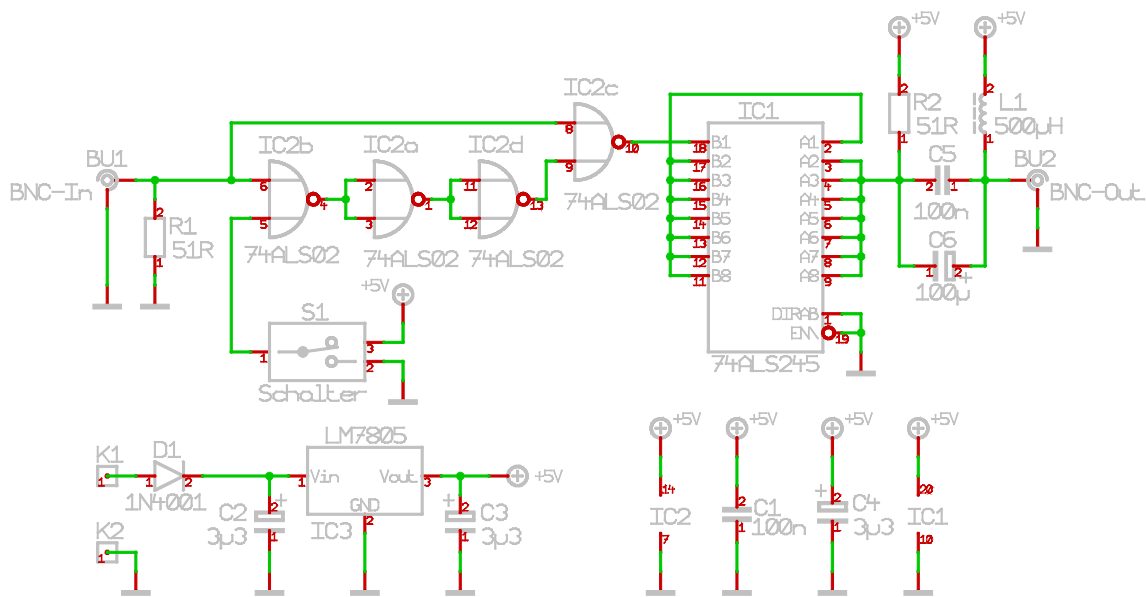 +5V
+5V
IC2c
IC1
R2
51R
L1
500µH
8
9
10
74ALS02
BU1
BNC-In
IC2b
6
5
4
74ALS02
IC2a
2
3
1
74ALS02
IC2d
11
12
13
74ALS02
R1
51R
2
1
B1
18
B2
17
B3
16
B4
15
B5
14
B6
13
B7
12
B8
11
A1
2
A2
3
A3
4
A4
5
A5
6
A6
7
A7
8
A8
9
DIRAB
1
ENN
19
74ALS245
2
1
2
1
C5
2
1
100n
C6
1
2
+
100µ
BU2
BNC-Out
+5V
S1
1
3
2
Schalter
K1
1
K2
1
D1
1
2
1N4001
LM7805
1
Vin
Vout
3
GND
2
IC3
+5V
C2
3µ3
+
2
1
C3
3µ3
+
2
1
+5V
14
IC2
7
+5V
2
C1
1
100n
+5V
+
2
C4
1
3µ3
+5V
20
IC1
10